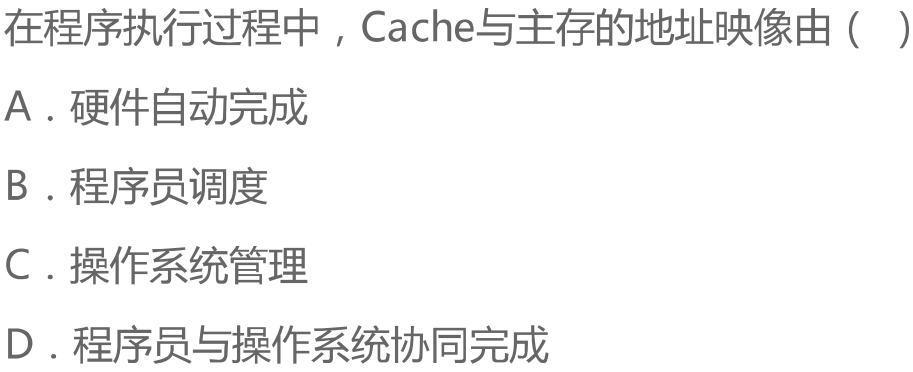 在程序执行过程中，Cache与主存的地址映像由（ ）
A．硬件自动完成
B．程序员调度
C．操作系统管理
D．程序员与操作系统协同完成